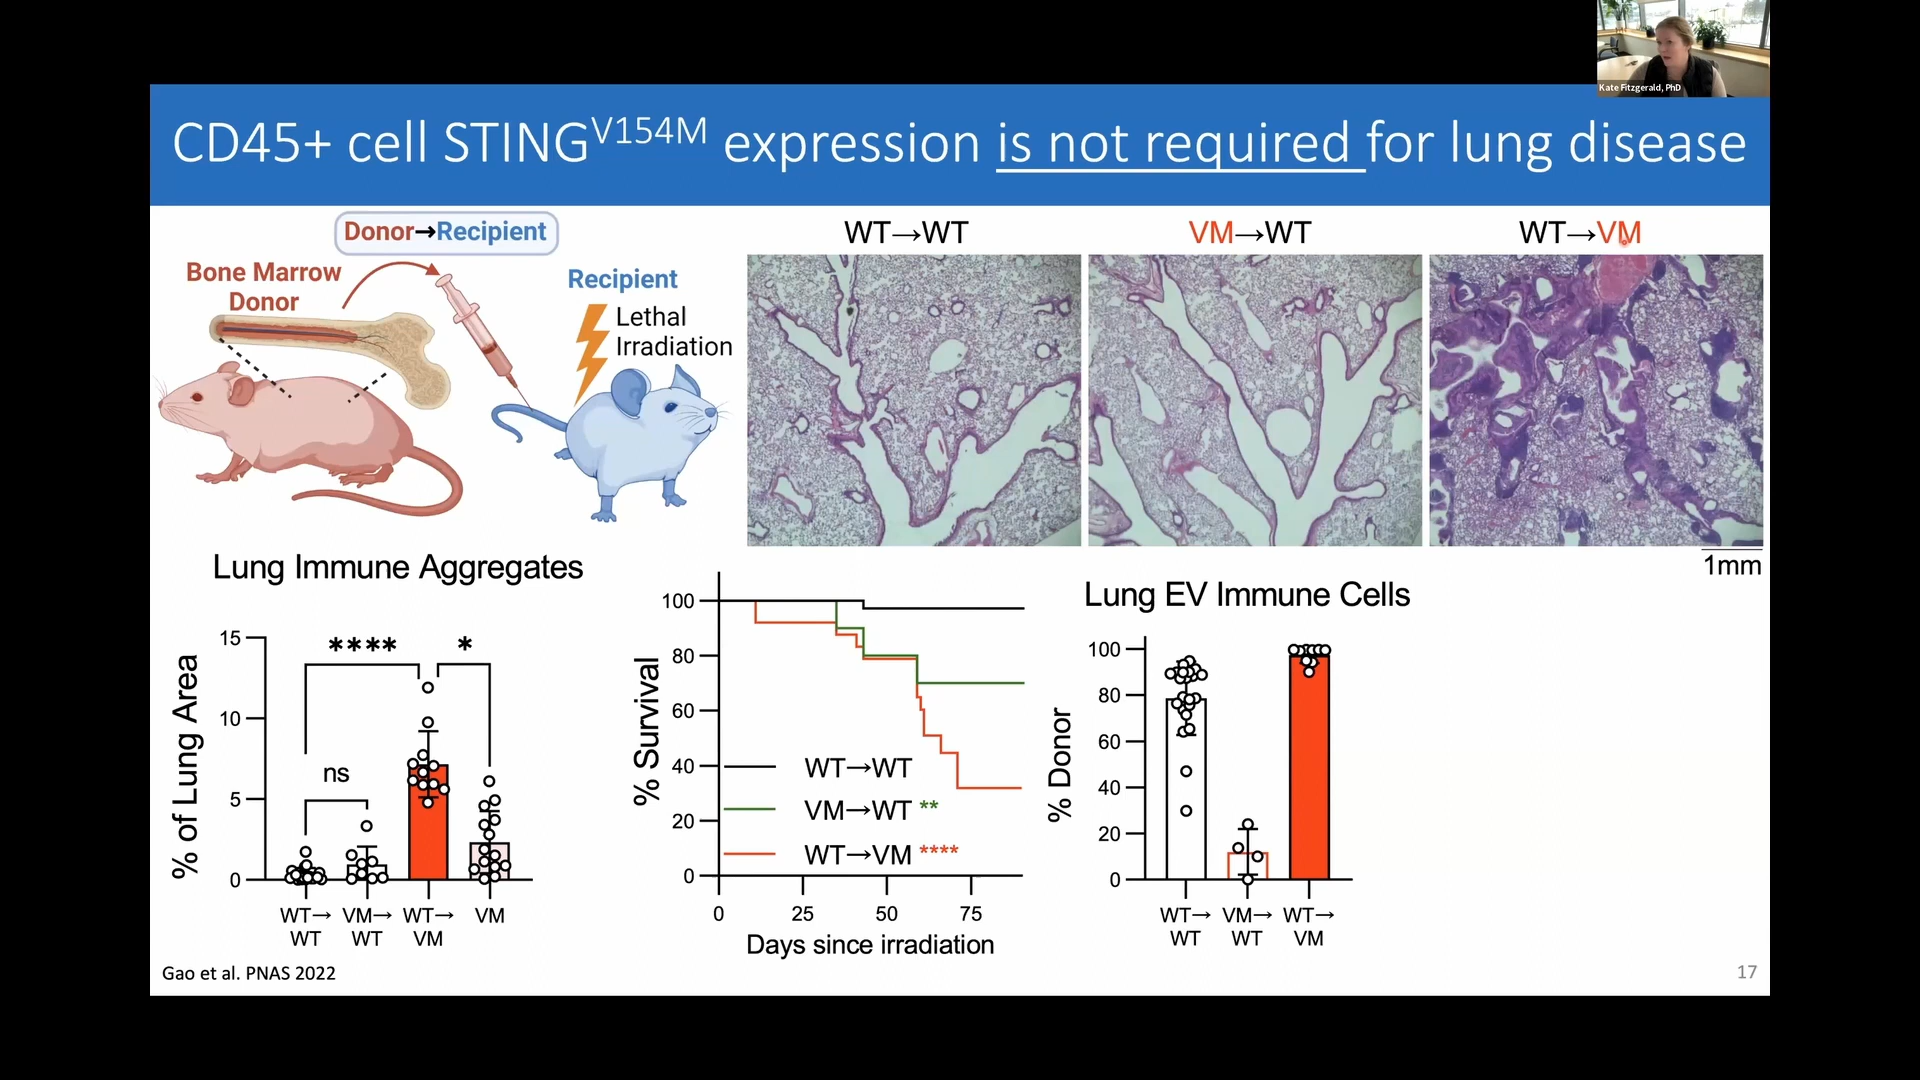 Kate Fitzgerald, PhD
CD45+ cell STINGV154M expression is not required for lung disease
Donor→Recipient
Bone Marrow
Donor
Recipient
Lethal
Irradiation
WT→WT
VM→WT
WT→VM
1mm
Lung Immune Aggregates
% of Lung Area
15
10
5
0
****
*
ns
WT→
WT
VM→
WT
WT→
VM
VM
% Survival
100
80
60
40
20
0
WT→WT
VM→WT **
WT→VM ****
0
25
50
75
Days since irradiation
Lung EV Immune Cells
% Donor
100
80
60
40
20
0
WT→
WT
VM→
WT
WT→
VM
Gao et al. PNAS 2022
17